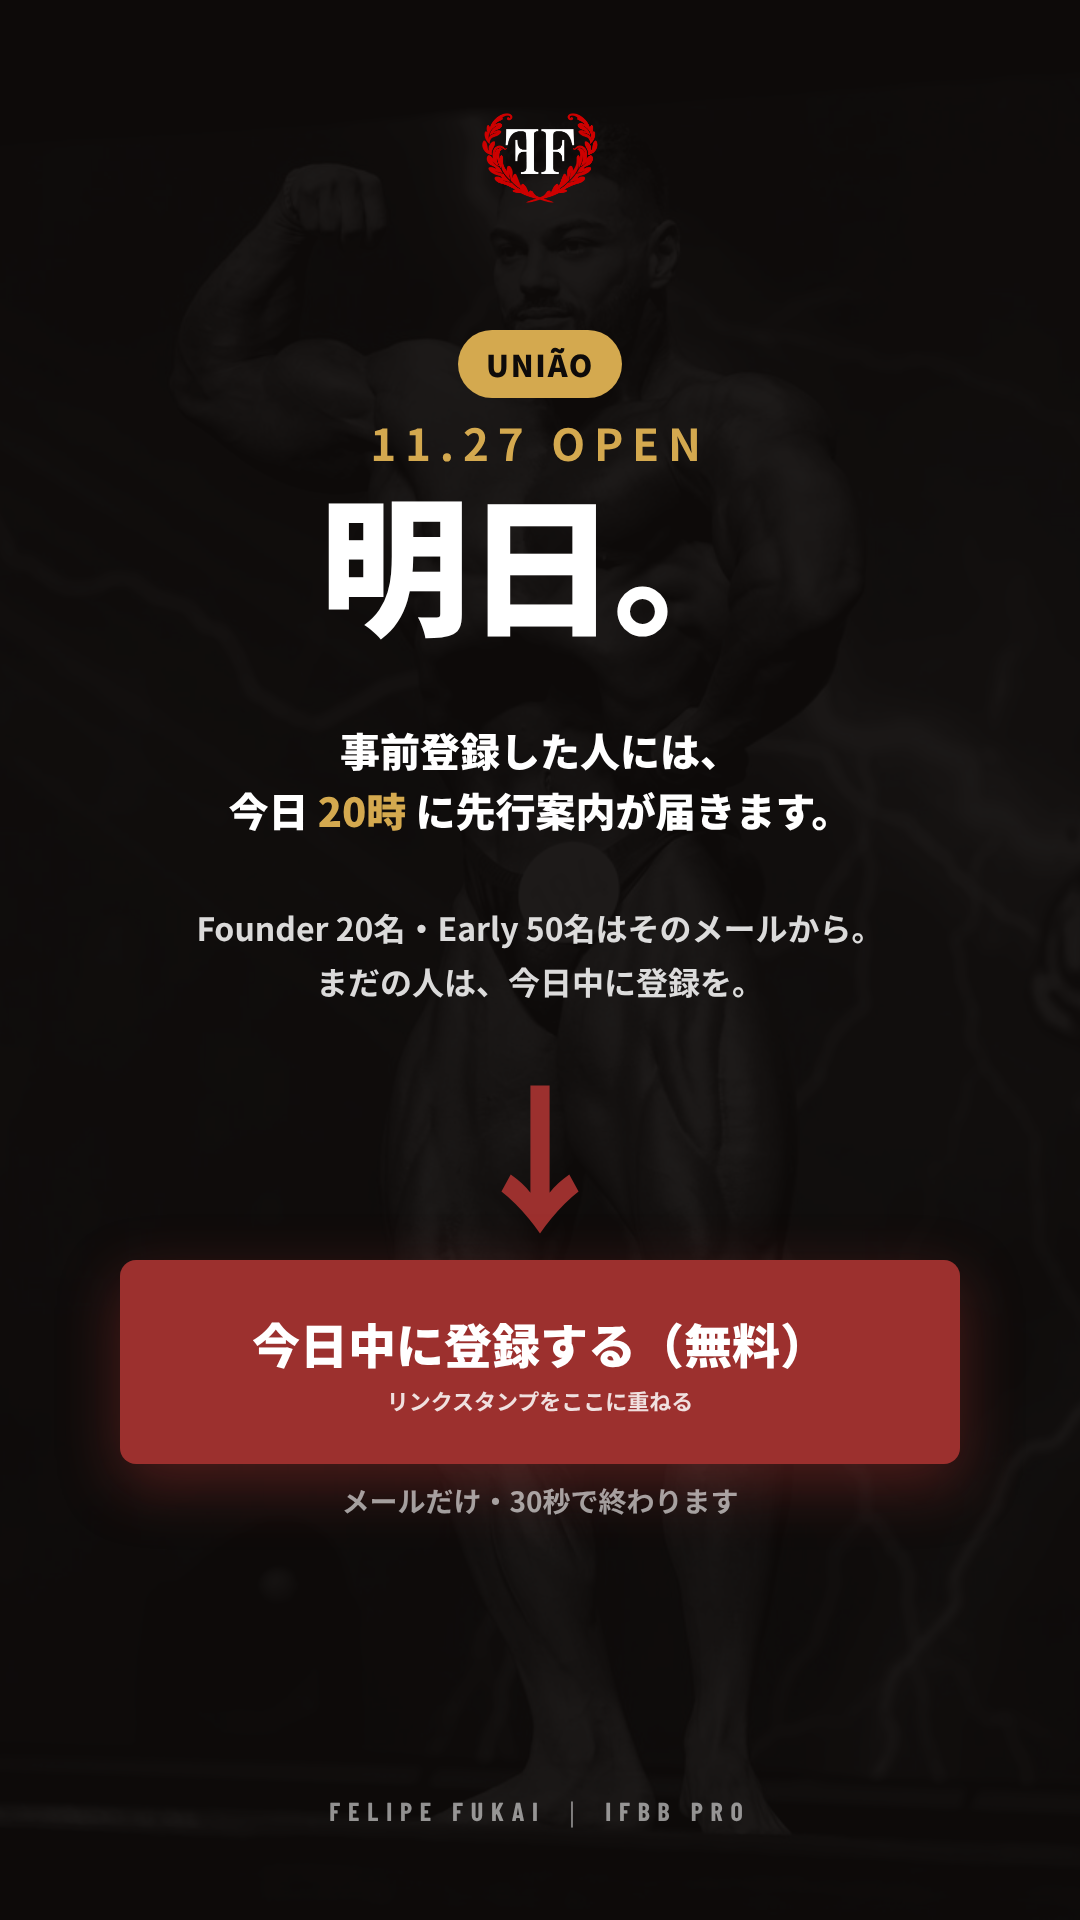 FF
UNIÃO
11.27 OPEN
明日。
事前登録した人には、
今日 20時 に先行案内が届きます。
Founder 20名・Early 50名はそのメールから。
まだの人は、今日中に登録を。
↓
今日中に登録する（無料）
リンクスタンプをここに重ねる
メールだけ・30秒で終わります
FELIPE FUKAI | IFBB PRO